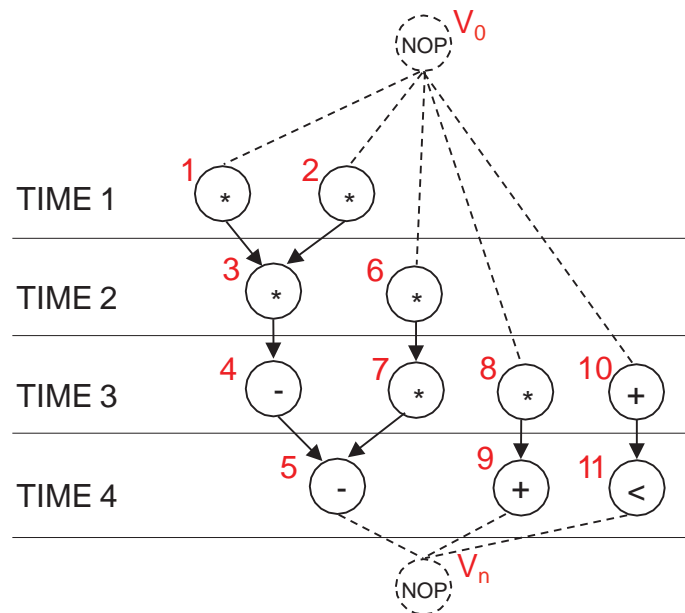 NOP V0
1 2
TIME 1 * *
3 6
TIME 2 * *
4 7 8 10
TIME 3 - * * +
5 9 11
TIME 4 - + <
NOP Vn